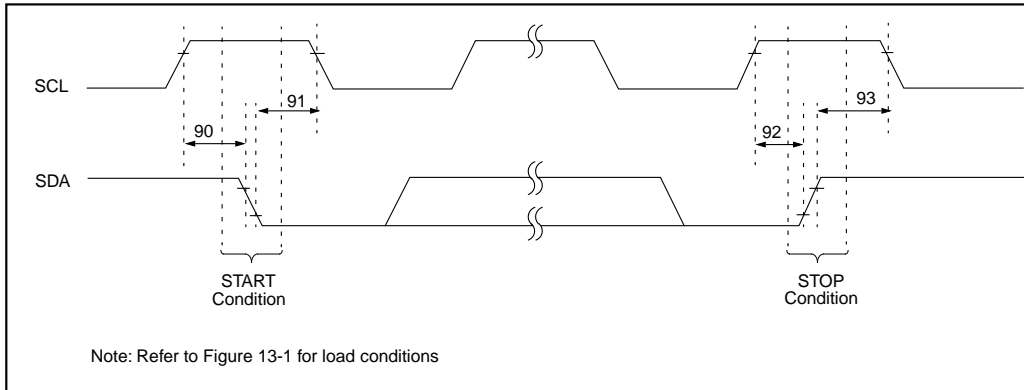 SCL
91
93
90
92
SDA
START
Condition
STOP
Condition
Note: Refer to Figure 13-1 for load conditions